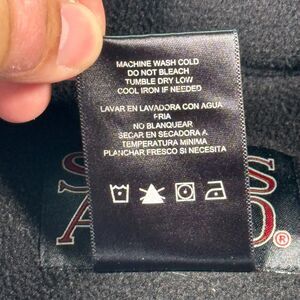 MACHINE WASH COLD
DO NOT BLEACH
TUMBLE DRY LOW
COOL IRON IF NEEDED
LAVAR EN LAVADORA CON AGUA
FRIA
NO BLANQUEAR
SECAR EN SECADORA A
TEMPERATURA MINIMA
PLANCHAR FRESCO SI NECESITA
®